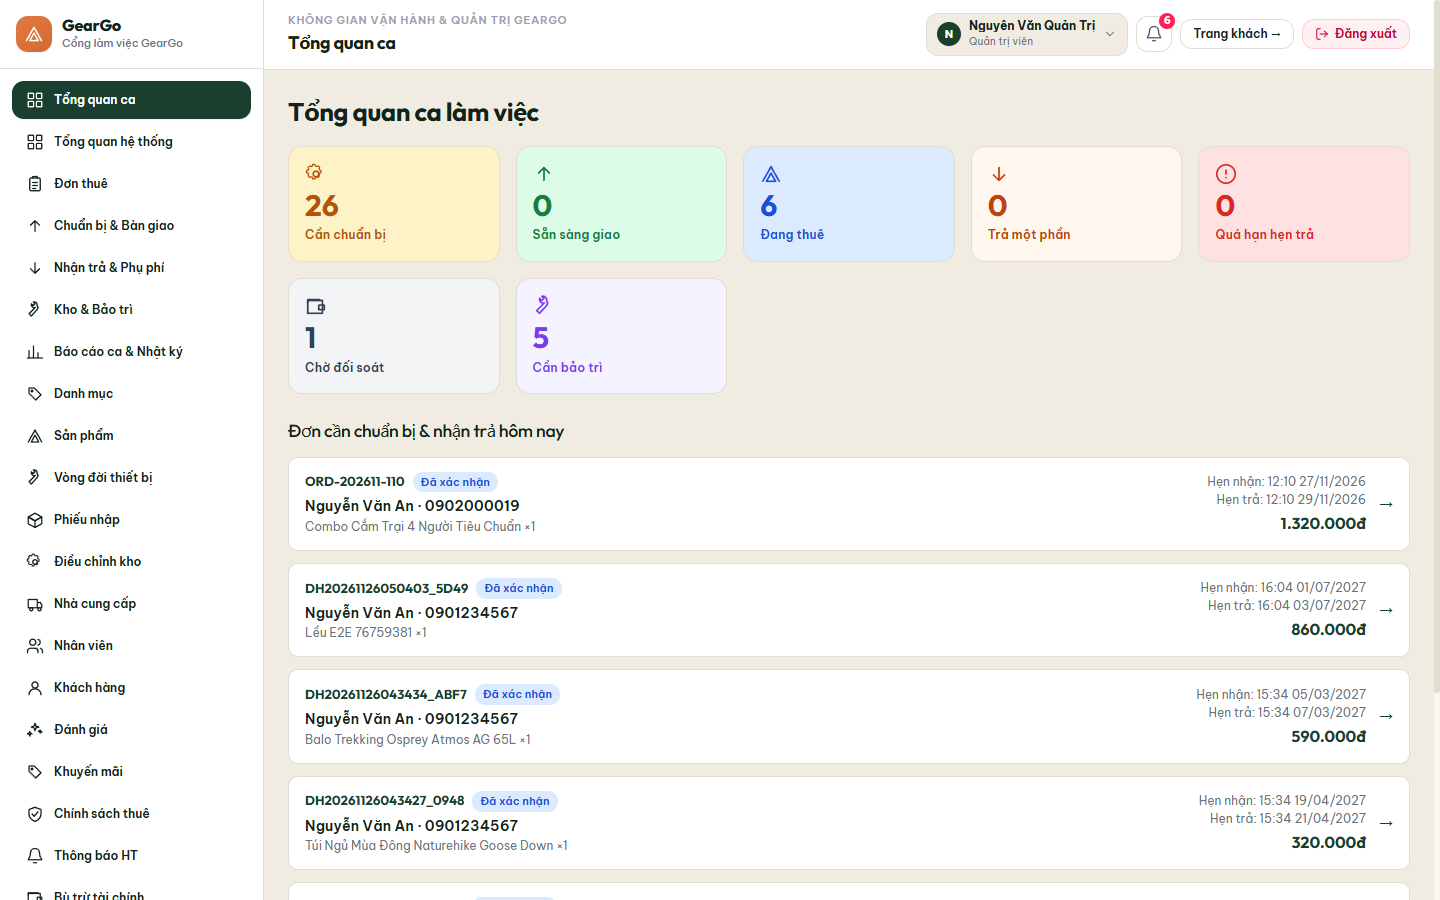 GearGo
Cổng làm việc GearGo
KHÔNG GIAN VẬN HÀNH & QUẢN TRỊ GEARGO
Tổng quan ca
N
Nguyễn Văn Quản Trị
Quản trị viên
6
Trang khách →
Đăng xuất
Tổng quan ca
Tổng quan hệ thống
Đơn thuê
Chuẩn bị & Bàn giao
Nhận trả & Phụ phí
Kho & Bảo trì
Báo cáo ca & Nhật ký
Danh mục
Sản phẩm
Vòng đời thiết bị
Phiếu nhập
Điều chỉnh kho
Nhà cung cấp
Nhân viên
Khách hàng
Đánh giá
Khuyến mãi
Chính sách thuê
Thông báo HT
Bù trừ tài chính
Tổng quan ca làm việc
26
Cần chuẩn bị
0
Sẵn sàng giao
6
Đang thuê
0
Trả một phần
0
Quá hạn hẹn trả
1
Chờ đối soát
5
Cần bảo trì
Đơn cần chuẩn bị & nhận trả hôm nay
ORD-202611-110 Đã xác nhận
Nguyễn Văn An · 0902000019
Combo Cắm Trại 4 Người Tiêu Chuẩn ×1
Hẹn nhận: 12:10 27/11/2026
Hẹn trả: 12:10 29/11/2026
1.320.000đ
→
DH20261126050403_5D49 Đã xác nhận
Nguyễn Văn An · 0901234567
Lều E2E 76759381 ×1
Hẹn nhận: 16:04 01/07/2027
Hẹn trả: 16:04 03/07/2027
860.000đ
→
DH20261126043434_ABF7 Đã xác nhận
Nguyễn Văn An · 0901234567
Balo Trekking Osprey Atmos AG 65L ×1
Hẹn nhận: 15:34 05/03/2027
Hẹn trả: 15:34 07/03/2027
590.000đ
→
DH20261126043427_0948 Đã xác nhận
Nguyễn Văn An · 0901234567
Túi Ngủ Mùa Đông Naturehike Goose Down ×1
Hẹn nhận: 15:34 19/04/2027
Hẹn trả: 15:34 21/04/2027
320.000đ
→